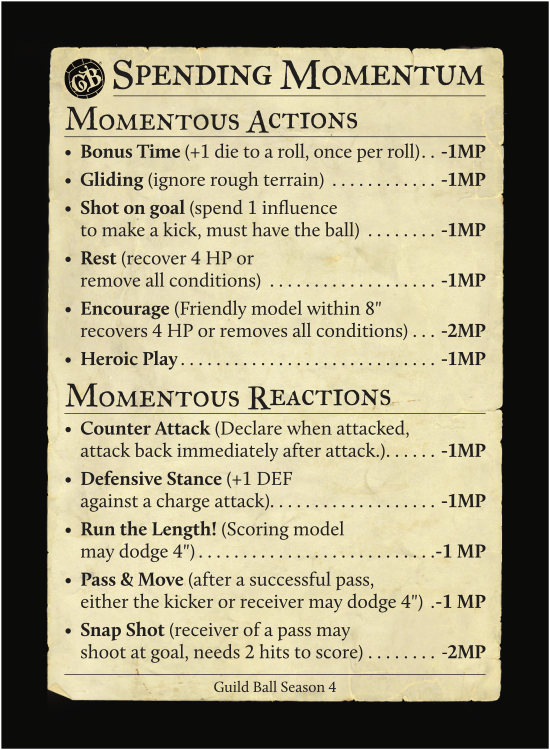 GB
Spending Momentum
Momentous Actions
• Bonus Time (+1 die to a roll, once per roll). . -1MP
• Gliding (ignore rough terrain) . . . . . . . . . . . . -1MP
• Shot on goal (spend 1 influence
to make a kick, must have the ball) . . . . . . . . -1MP
• Rest (recover 4 HP or
remove all conditions) . . . . . . . . . . . . . . . . . . . -1MP
• Encourage (Friendly model within 8"
recovers 4 HP or removes all conditions) . . . -2MP
• Heroic Play. . . . . . . . . . . . . . . . . . . . . . . . . . . . . -1MP
Momentous Reactions
• Counter Attack (Declare when attacked,
attack back immediately after attack.). . . . . . -1MP
• Defensive Stance (+1 DEF
against a charge attack). . . . . . . . . . . . . . . . . . -1MP
• Run the Length! (Scoring model
may dodge 4") . . . . . . . . . . . . . . . . . . . . . . . . . . .-1 MP
• Pass & Move (after a successful pass,
either the kicker or receiver may dodge 4") .-1 MP
• Snap Shot (receiver of a pass may
shoot at goal, needs 2 hits to score) . . . . . . . . -2MP
Guild Ball Season 4